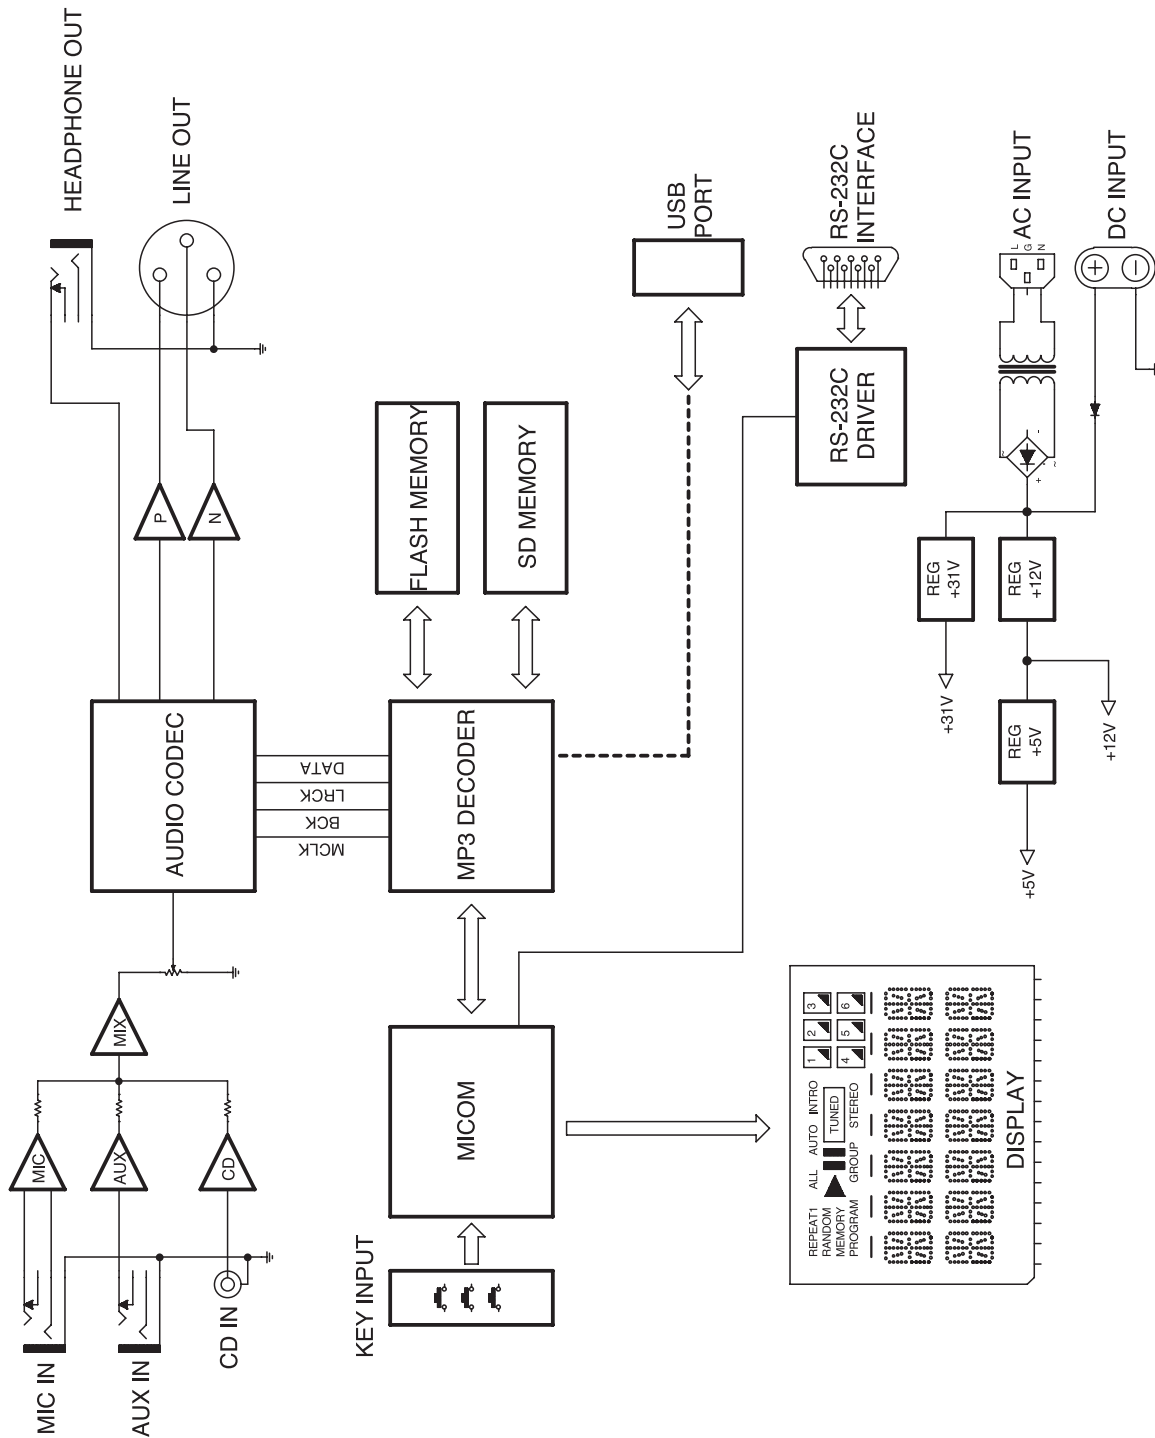 MIC IN
AUX IN
CD IN
MIC
AUX
CD
MIX
AUDIO CODEC
P
N
HEADPHONE OUT
LINE OUT
MCLK
BCK
LRCK
DATA
KEY INPUT
MICOM
MP3 DECODER
FLASH MEMORY
SD MEMORY
USB
PORT
RS-232C
DRIVER
RS-232C
INTERFACE
REPEAT1
RANDOM
MEMORY
PROGRAM
ALL
AUTO
INTRO
TUNED
GROUP
STEREO
1
2
3
4
5
6
DISPLAY
+5V
REG
+5V
+12V
+31V
REG
+31V
REG
+12V
~
+
-
~
L
G
N
AC INPUT
+
−
DC INPUT